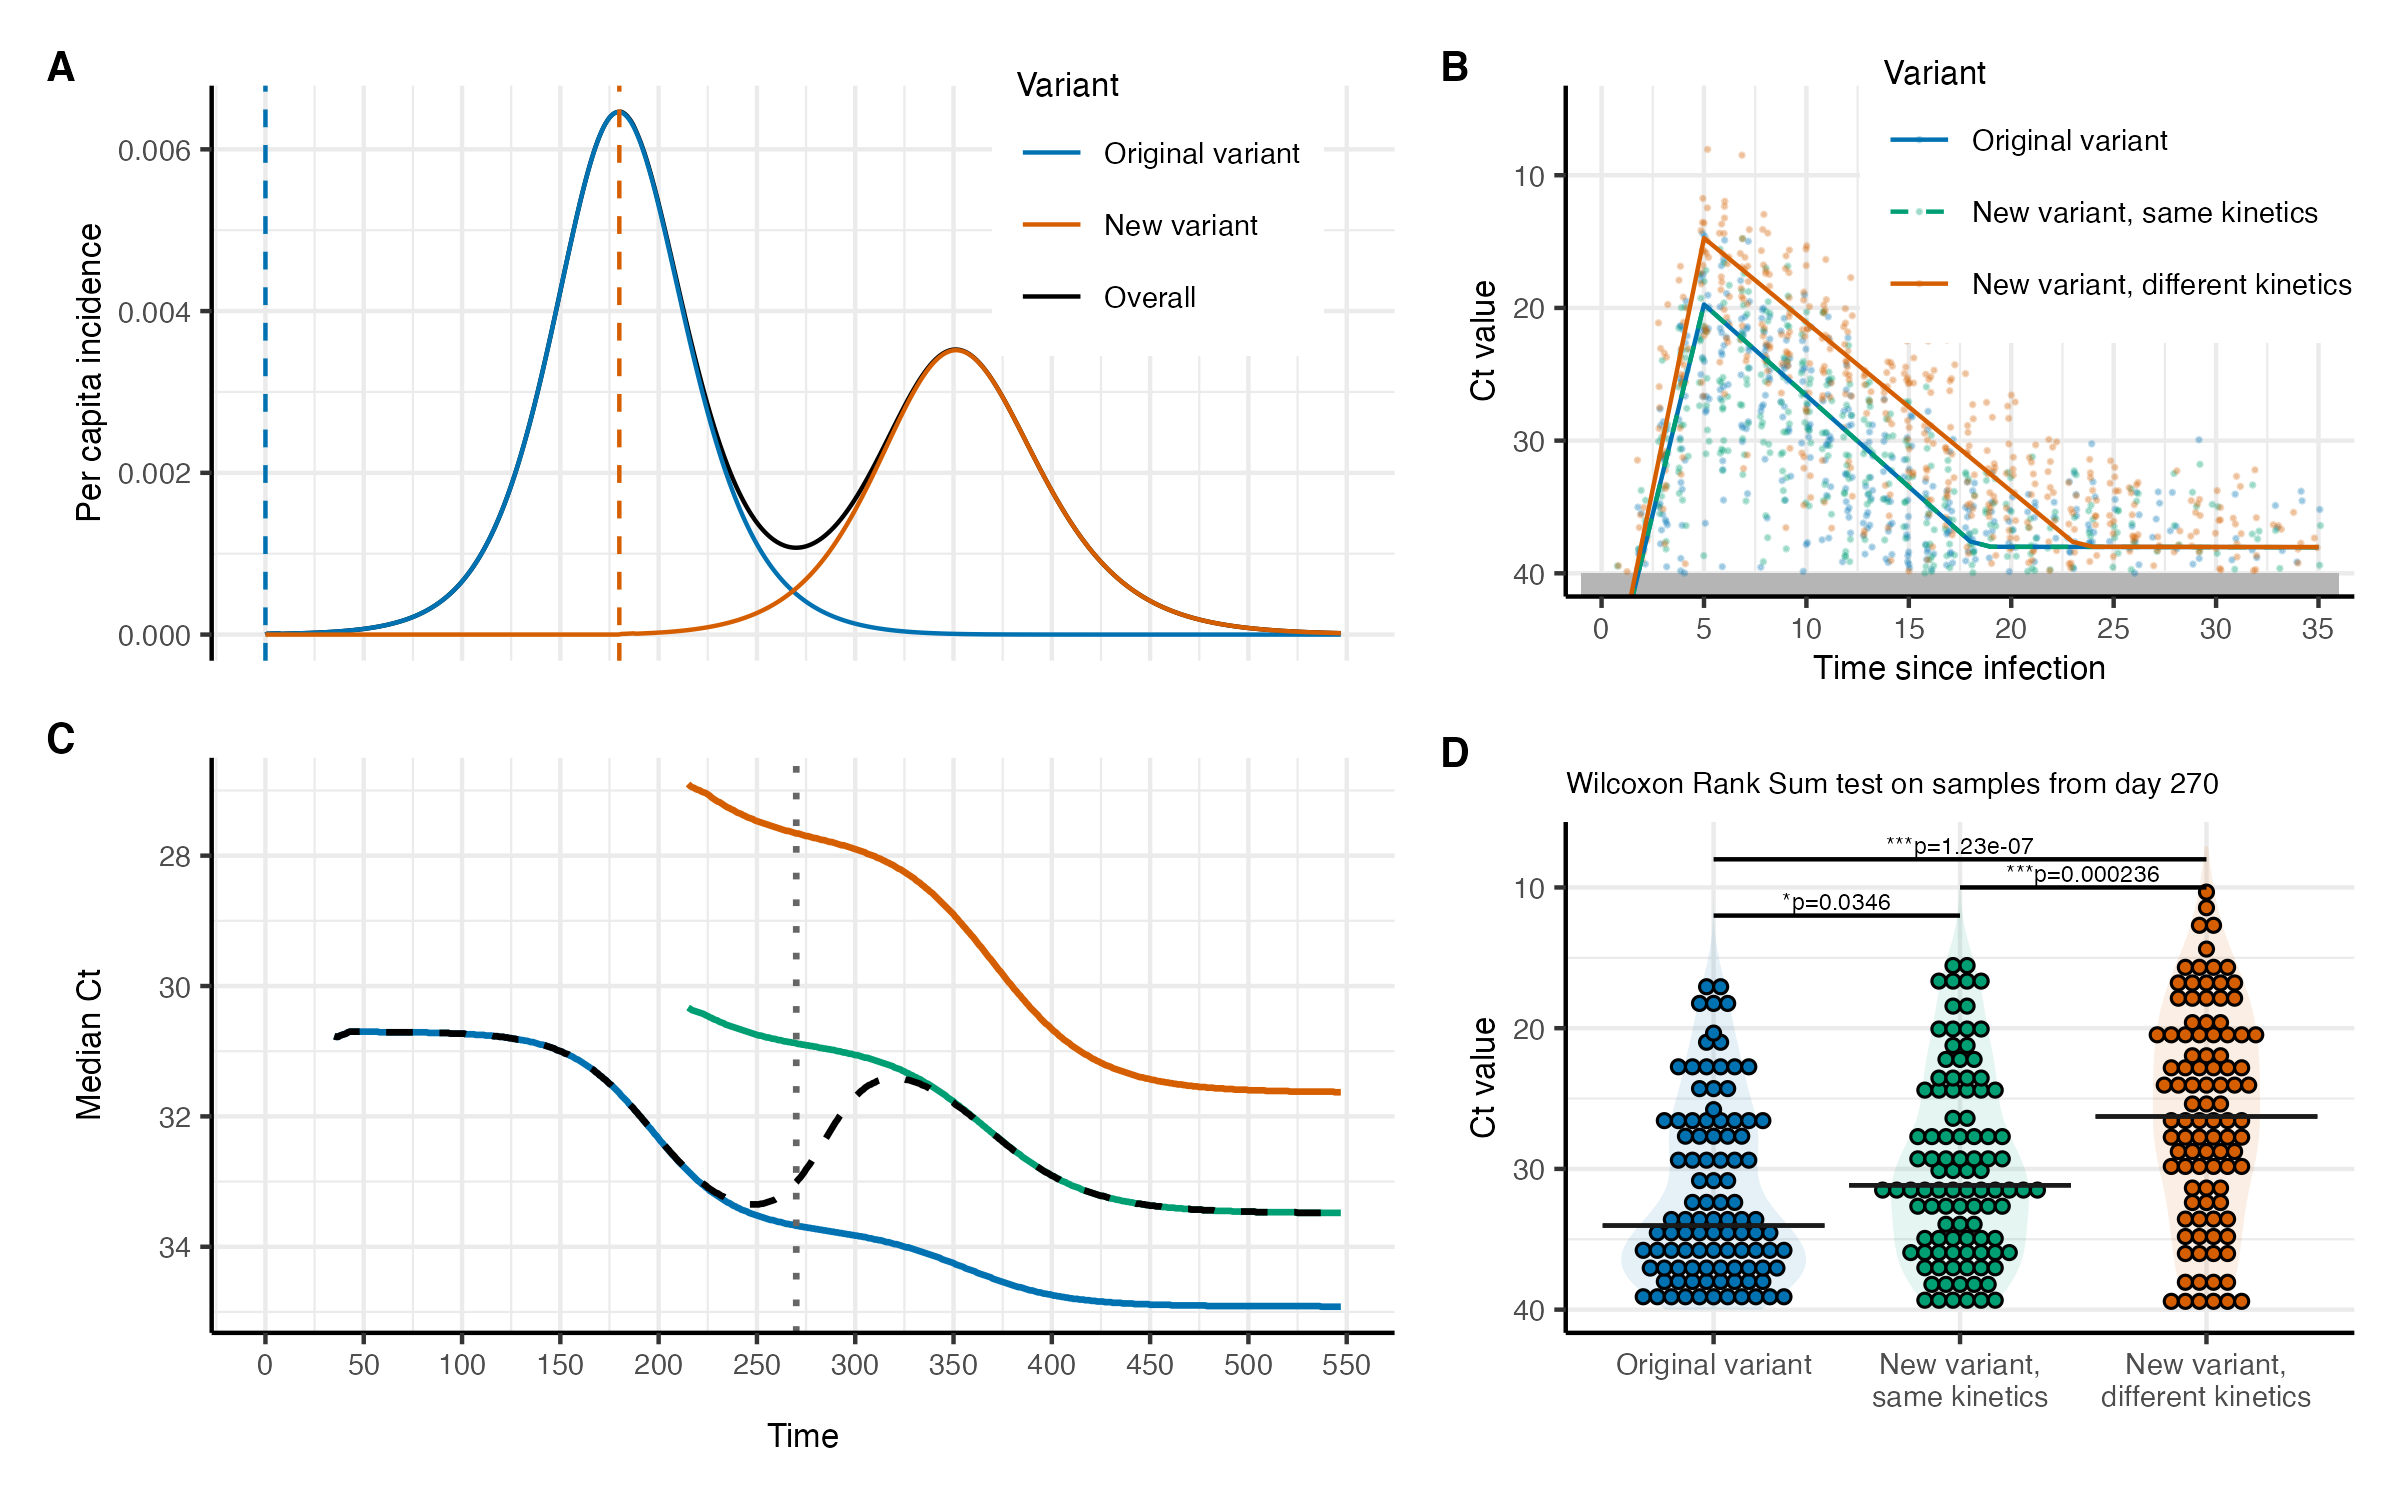 A
Variant
Original variant
New variant
Overall
Per capita incidence
0.006
0.004
0.002
0.000
B
Variant
Original variant
New variant, same kinetics
New variant, different kinetics
Ct value
10
20
30
40
0 5 10 15 20 25 30 35
Time since infection
C
Median Ct
28
30
32
34
0 50 100 150 200 250 300 350 400 450 500 550
Time
D
Wilcoxon Rank Sum test on samples from day 270
***p=1.23e-07
***p=0.000236
*p=0.0346
Ct value
10
20
30
40
Original variant New variant, New variant,
same kinetics different kinetics